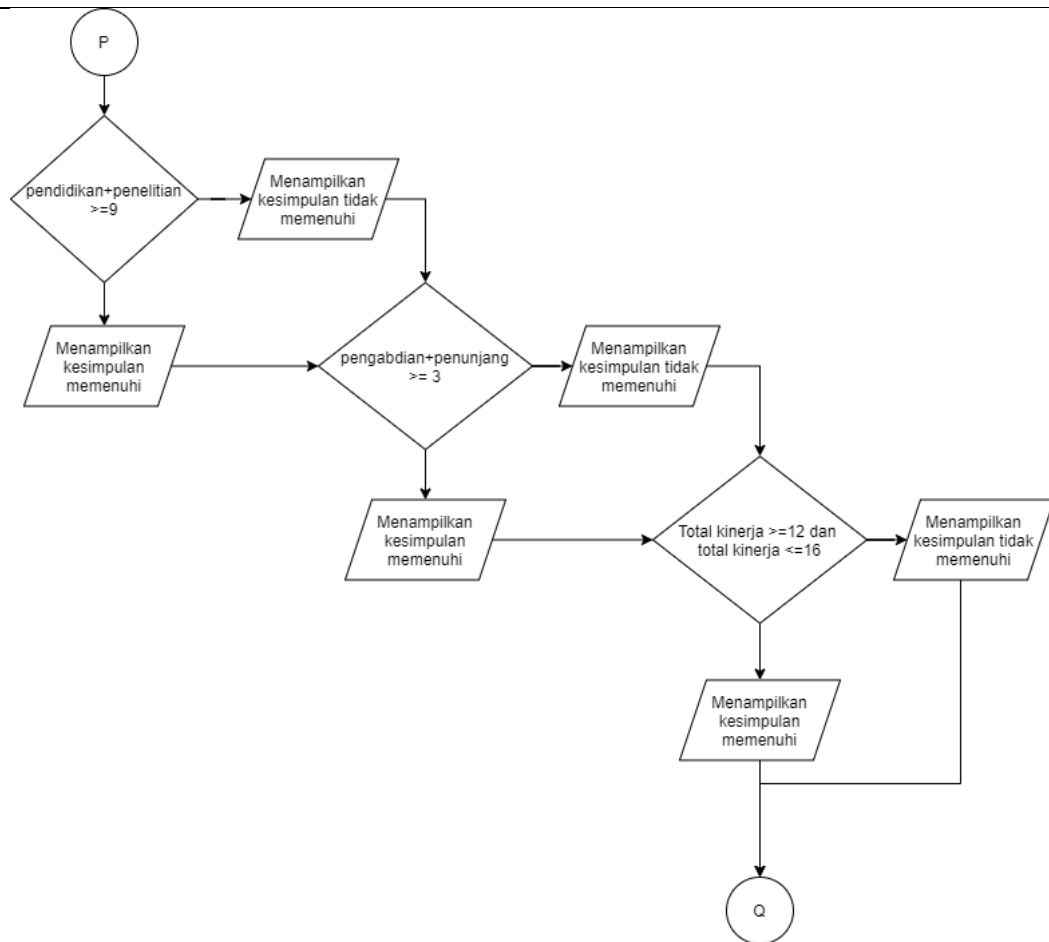 P
pendidikan+penelitian
>=9
Menampilkan
kesimpulan tidak
memenuhi
Menampilkan
kesimpulan
memenuhi
pengabdian+penunjang
>= 3
Menampilkan
kesimpulan tidak
memenuhi
Menampilkan
kesimpulan
memenuhi
Total kinerja >=12 dan
total kinerja <=16
Menampilkan
kesimpulan tidak
memenuhi
Menampilkan
kesimpulan
memenuhi
Q